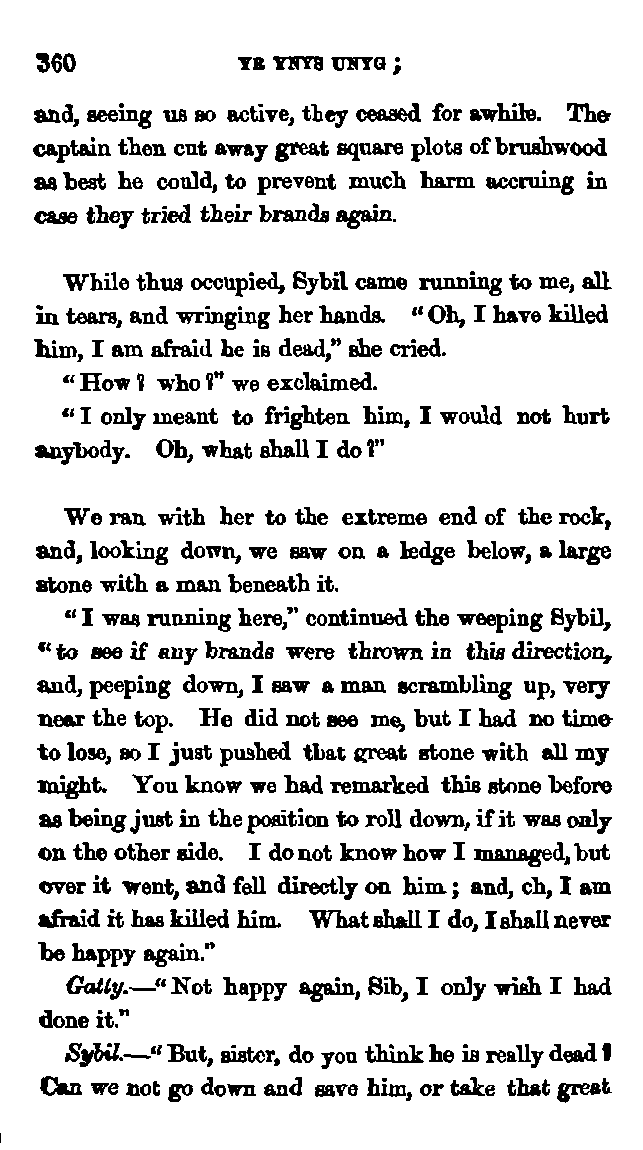 360 YE YNYS UNYG ;
and, seeing us so active, they ceased for awhile. The
captain then cut away great square plots of brushwood
as best he could, to prevent much harm accruing in
case they tried their brands again.
While thus occupied, Sybil came running to me, all
in tears, and wringing her hands. “Oh, I have killed
him, I am afraid he is dead,” she cried.
“How? who?” we exclaimed.
“I only meant to frighten him, I would not hurt
anybody. Oh, what shall I do?”
We ran with her to the extreme end of the rock,
and, looking down, we saw on a ledge below, a large
stone with a man beneath it.
“I was running here,” continued the weeping Sybil,
“to see if any brands were thrown in this direction,
and, peeping down, I saw a man scrambling up, very
near the top. He did not see me, but I had no time
to lose, so I just pushed that great stone with all my
might. You know we had remarked this stone before
as being just in the position to roll down, if it was only
on the other side. I do not know how I managed, but
over it went, and fell directly on him ; and, ch, I am
afraid it has killed him. What shall I do, I shall never
be happy again.”
Gatty.—“Not happy again, Sib, I only wish I had
done it.”
Sybil.—“But, sister, do you think he is really dead?
Can we not go down and save him, or take that great